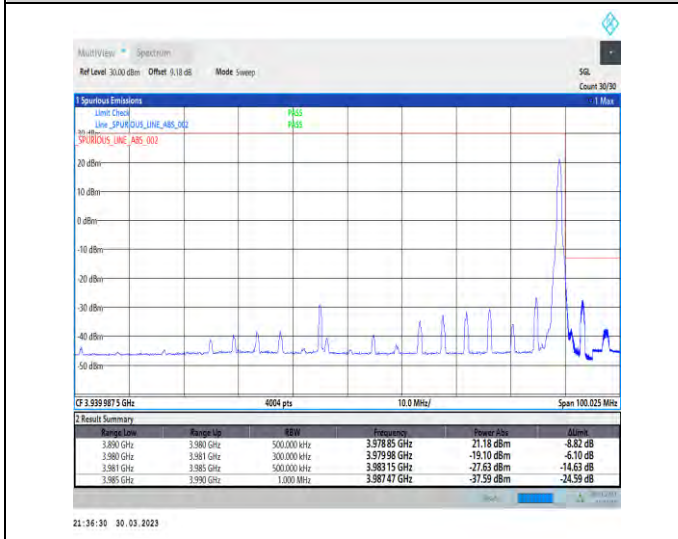 MultiView Spectrum
Ref Level 30.00 dBm Offset 9.18 dB Mode Sweep SGL
Count 30/30
1 Spurious Emissions 1 Max
Limit Check PASS
Line _SPURIOUS_LINE_ABS_002 PASS
30 dBm
_SPURIOUS_LINE_ABS_002
20 dBm
10 dBm
0 dBm
-10 dBm
-20 dBm
-30 dBm
-40 dBm
-50 dBm
CF 3.939 987 5 GHz 4004 pts 10.0 MHz/ Span 100.025 MHz
2 Result Summary
Range Low Range Up RBW Frequency Power Abs ΔLimit
3.890 GHz 3.980 GHz 500.000 kHz 3.978 85 GHz 21.18 dBm -8.82 dB
3.980 GHz 3.981 GHz 300.000 kHz 3.979 98 GHz -19.10 dBm -6.10 dB
3.981 GHz 3.985 GHz 500.000 kHz 3.983 15 GHz -27.63 dBm -14.63 dB
3.985 GHz 3.990 GHz 1.000 MHz 3.987 47 GHz -37.59 dBm -24.59 dB
21:36:30 30.03.2023